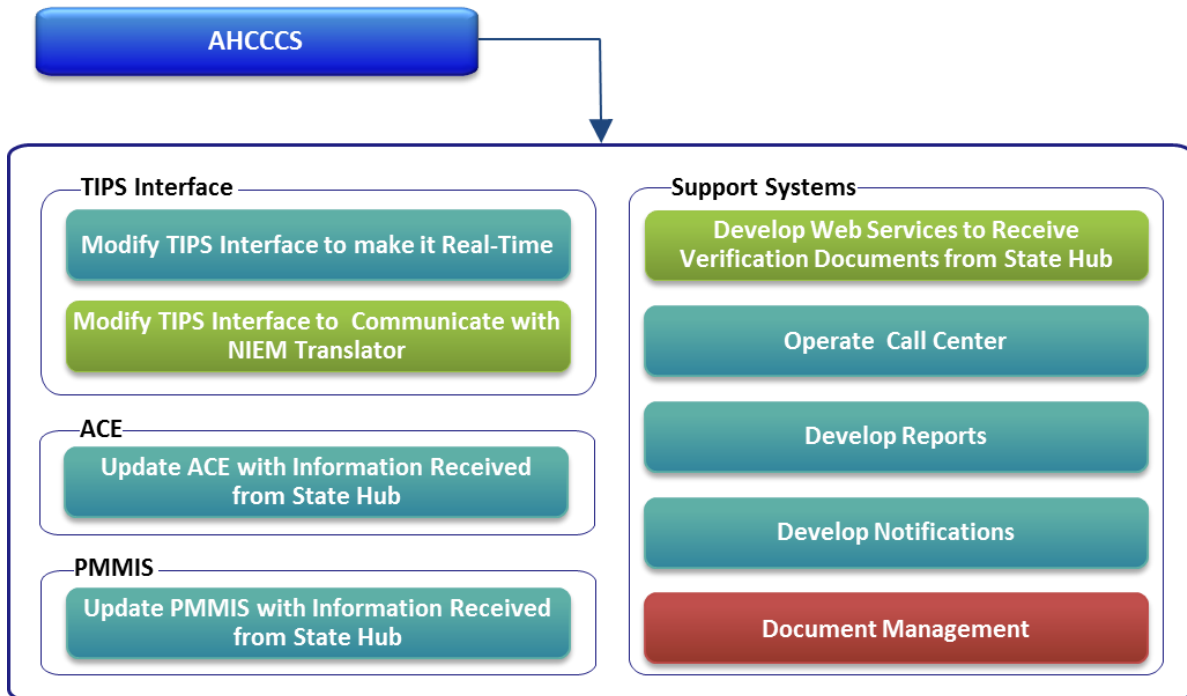 AHCCCS
TIPS Interface
Modify TIPS Interface to make it Real-Time
Modify TIPS Interface to  Communicate with
NIEM Translator
ACE
Update ACE with Information Received
from State Hub
PMMIS
Update PMMIS with Information Received
from State Hub
Support Systems
Develop Web Services to Receive
Verification Documents from State Hub
Operate  Call Center
Develop Reports
Develop Notifications
Document Management